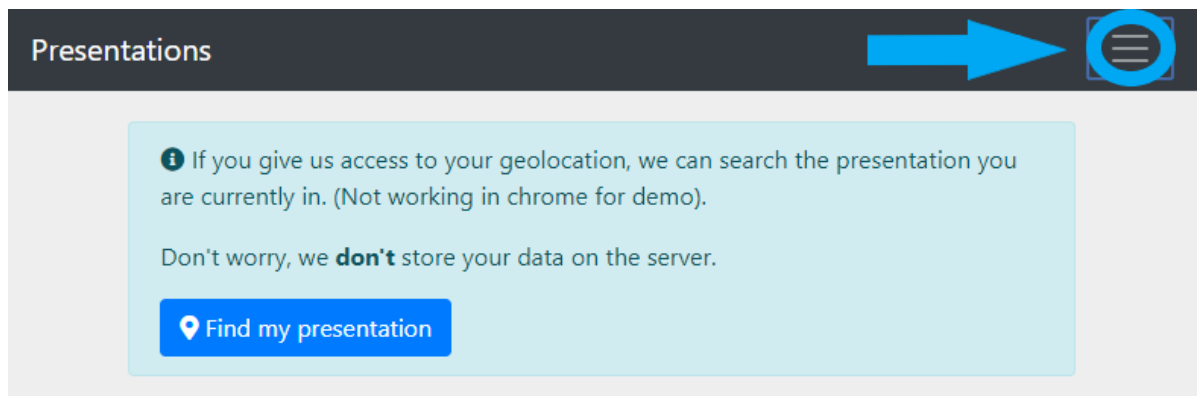 Presentations
If you give us access to your geolocation, we can search the presentation you
are currently in. (Not working in chrome for demo).
Don't worry, we don't store your data on the server.
Find my presentation